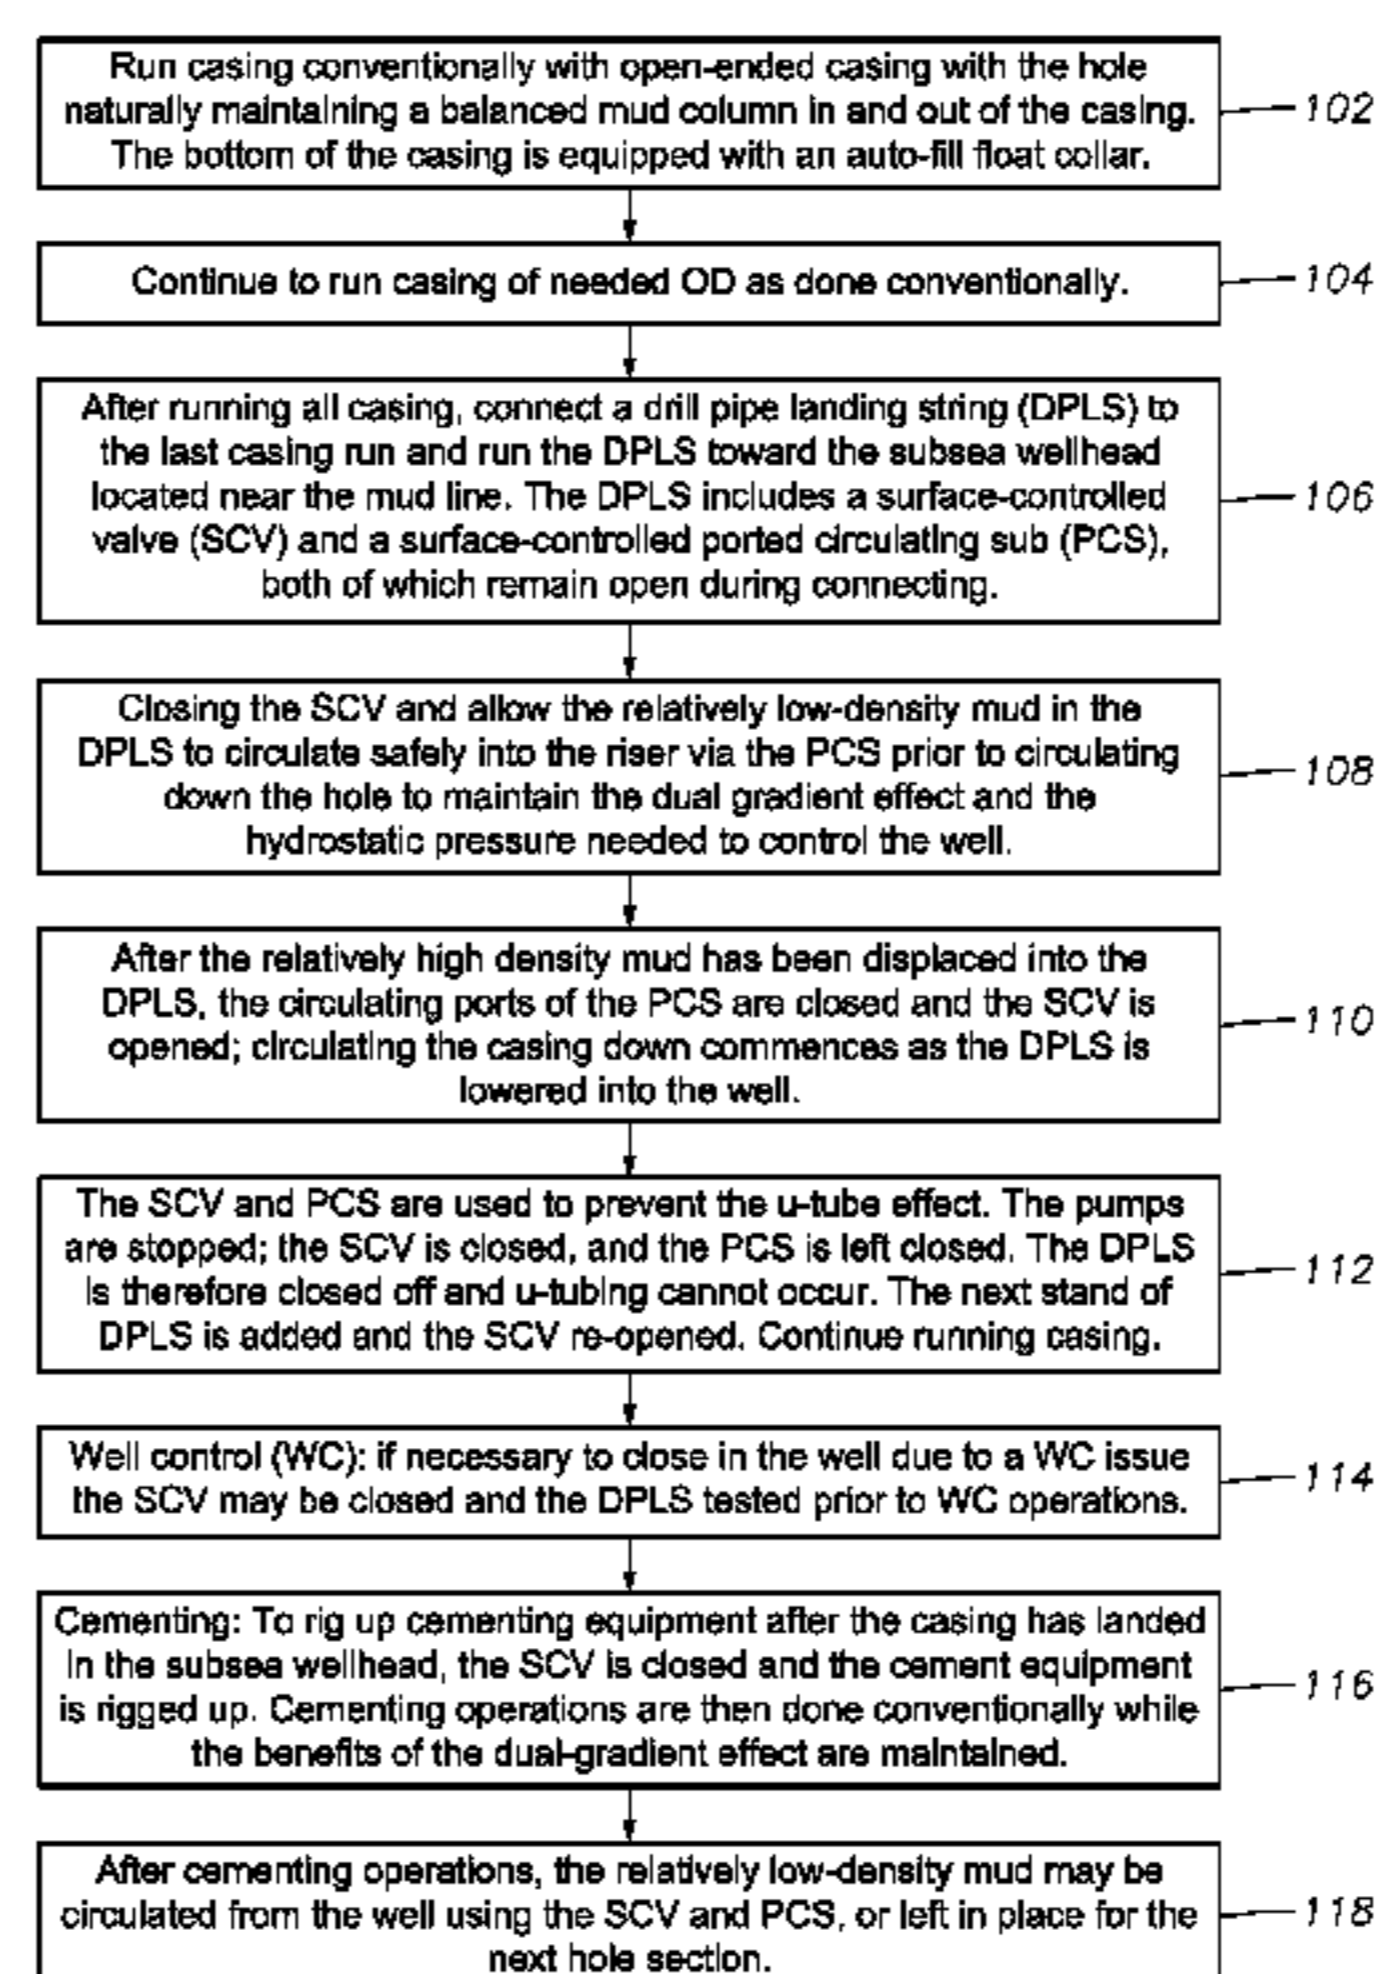 Run casing conventionally with open-ended casing with the hole
naturally maintaining a balanced mud column in and out of the casing.
The bottom of the casing is equipped with an auto-fill float collar.
102
Continue to run casing of needed OD as done conventionally.
104
After running all casing, connect a drill pipe landing string (DPLS) to
the last casing run and run the DPLS toward the subsea wellhead
located near the mud line. The DPLS includes a surface-controlled
valve (SCV) and a surface-controlled ported circulating sub (PCS),
both of which remain open during connecting.
106
Closing the SCV and allow the relatively low-density mud in the
DPLS to circulate safely into the riser via the PCS prior to circulating
down the hole to maintain the dual gradient effect and the
hydrostatic pressure needed to control the well.
108
After the relatively high density mud has been displaced into the
DPLS, the circulating ports of the PCS are closed and the SCV is
opened; circulating the casing down commences as the DPLS is
lowered into the well.
110
The SCV and PCS are used to prevent the u-tube effect. The pumps
are stopped; the SCV is closed, and the PCS is left closed. The DPLS
is therefore closed off and u-tubing cannot occur. The next stand of
DPLS is added and the SCV re-opened. Continue running casing.
112
Well control (WC): if necessary to close in the well due to a WC issue
the SCV may be closed and the DPLS tested prior to WC operations.
114
Cementing: To rig up cementing equipment after the casing has landed
in the subsea wellhead, the SCV is closed and the cement equipment
is rigged up. Cementing operations are then done conventionally while
the benefits of the dual-gradient effect are maintained.
116
After cementing operations, the relatively low-density mud may be
circulated from the well using the SCV and PCS, or left in place for the
next hole section.
118